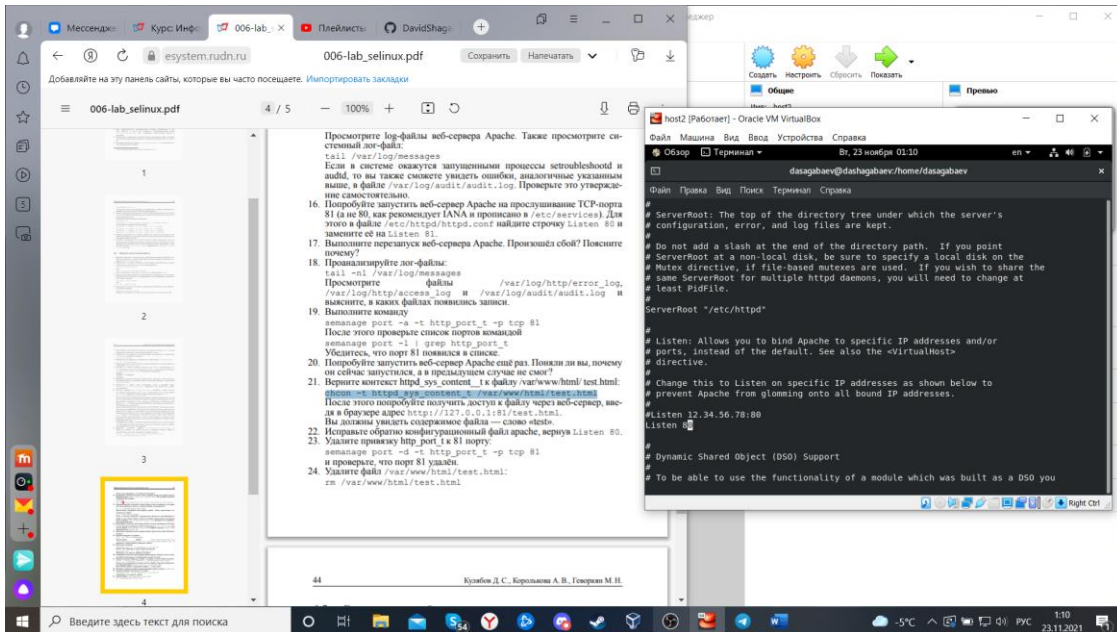 Мессендж
Курс: Инфо
006-lab_
Плейлисты
DavidShaga
esystem.rudn.ru
006-lab_selinux.pdf
Сохранить
Напечатать
Добавляйте на эту панель сайты, которые вы часто посещаете. Импортировать закладки
006-lab_selinux.pdf
4 / 5
100%
1
2
3
4
Просмотрите log-файлы веб-сервера Apache. Также просмотрите си-
стемный лог-файл:
tail /var/log/messages
Если в системе окажутся запущенными процессы setroubleshootd и
audtd, то вы также сможете увидеть ошибки, аналогичные указанным
выше, в файле /var/log/audit/audit.log. Проверьте это утвержде-
ние самостоятельно.
16. Попробуйте запустить веб-сервер Apache на прослушивание TCP-порта
81 (а не 80, как рекомендует IANA и прописано в /etc/services). Для
этого в файле /etc/httpd/httpd.conf найдите строчку Listen 80 и
замените её на Listen 81.
17. Выполните перезапуск веб-сервера Apache. Произошёл сбой? Поясните
почему?
18. Проанализируйте лог-файлы:
tail -nl /var/log/messages
Просмотрите файлы /var/log/http/error_log,
/var/log/http/access_log и /var/log/audit/audit.log и
выясните, в каких файлах появились записи.
19. Выполните команду
semanage port -a -t http_port_t -p tcp 81
После этого проверьте список портов командой
semanage port -l | grep http_port_t
Убедитесь, что порт 81 появился в списке.
20. Попробуйте запустить веб-сервер Apache ещё раз. Поняли ли вы, почему
он сейчас запустился, а в предыдущем случае не смог?
21. Верните контекст httpd_sys_content__t к файлу /var/www/html/ test.html:
chcon -t httpd_sys_content_t /var/www/html/test.html
После этого попробуйте получить доступ к файлу через веб-сервер, вве-
дя в браузере адрес http://127.0.0.1:81/test.html.
Вы должны увидеть содержимое файла — слово «test».
22. Исправьте обратно конфигурационный файл apache, вернув Listen 80.
23. Удалите привязку http_port_t к 81 порту:
semanage port -d -t http_port_t -p tcp 81
и проверьте, что порт 81 удалён.
24. Удалите файл /var/www/html/test.html:
rm /var/www/html/test.html
44
Кулябов Д. С., Королькова А. В., Геворкян М. Н.
Создать
Настроить
Сбросить
Показать
Общие
Превью
host2 [Работает] - Oracle VM VirtualBox
Файл Машина Вид Ввод Устройства Справка
Обзор
Терминал
Вт, 23 ноября 01:10
en
dasagabaev@dashagabaev:/home/dasagabaev
Файл Правка Вид Поиск Терминал Справка
#
# ServerRoot: The top of the directory tree under which the server's
# configuration, error, and log files are kept.
#
# Do not add a slash at the end of the directory path. If you point
# ServerRoot at a non-local disk, be sure to specify a local disk on the
# Mutex directive, if file-based mutexes are used. If you wish to share the
# same ServerRoot for multiple httpd daemons, you will need to change at
# least PidFile.
#
ServerRoot "/etc/httpd"
#
# Listen: Allows you to bind Apache to specific IP addresses and/or
# ports, instead of the default. See also the <VirtualHost>
# directive.
#
# Change this to Listen on specific IP addresses as shown below to
# prevent Apache from glomming onto all bound IP addresses.
#
#Listen 12.34.56.78:80
Listen 80
#
# Dynamic Shared Object (DSO) Support
#
# To be able to use the functionality of a module which was built as a DSO you
Right Ctrl
Введите здесь текст для поиска
54
-5°C
РУС
1:10
23.11.2021